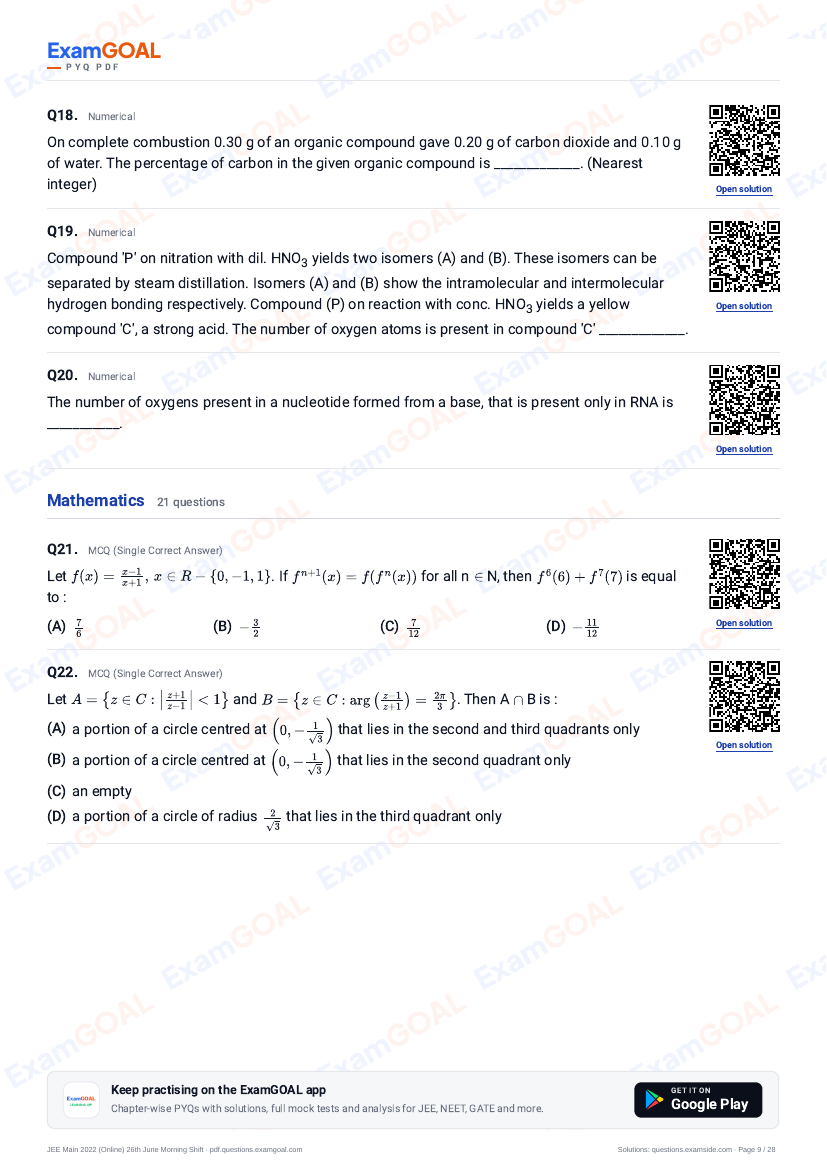 ExamGOAL
PYQ PDF
Q18. Numerical
On complete combustion 0.30 g of an organic compound gave 0.20 g of carbon dioxide and 0.10 g
of water. The percentage of carbon in the given organic compound is ____________. (Nearest
integer)
Open solution
Q19. Numerical
Compound 'P' on nitration with dil. HNO₃ yields two isomers (A) and (B). These isomers can be
separated by steam distillation. Isomers (A) and (B) show the intramolecular and intermolecular
hydrogen bonding respectively. Compound (P) on reaction with conc. HNO₃ yields a yellow
compound 'C', a strong acid. The number of oxygen atoms is present in compound 'C' ____________.
Open solution
Q20. Numerical
The number of oxygens present in a nucleotide formed from a base, that is present only in RNA is
__________.
Open solution
Mathematics 21 questions
Q21. MCQ (Single Correct Answer)
Let f(x) = (x−1)/(x+1), x ∈ R − {0, −1, 1}. If fⁿ⁺¹(x) = f(fⁿ(x)) for all n ∈ N, then f⁶(6) + f⁷(7) is equal
to :
(A) 7/6 (B) −3/2 (C) 7/12 (D) −11/12
Open solution
Q22. MCQ (Single Correct Answer)
Let A = {z ∈ C : |(z+1)/(z−1)| < 1} and B = {z ∈ C : arg((z−1)/(z+1)) = 2π/3}. Then A ∩ B is :
(A) a portion of a circle centred at (0, −1/√3) that lies in the second and third quadrants only
(B) a portion of a circle centred at (0, −1/√3) that lies in the second quadrant only
(C) an empty
(D) a portion of a circle of radius 2/√3 that lies in the third quadrant only
Open solution
Keep practising on the ExamGOAL app
Chapter-wise PYQs with solutions, full mock tests and analysis for JEE, NEET, GATE and more.
GET IT ON
Google Play
JEE Main 2022 (Online) 26th June Morning Shift · pdf.questions.examgoal.com
Solutions: questions.examside.com · Page 9 / 28